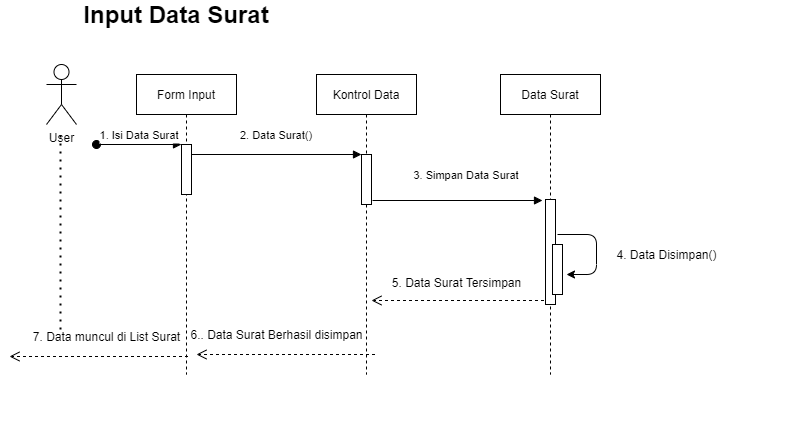 Input Data Surat
Form Input
Kontrol Data
Data Surat
User
1. Isi Data Surat
2. Data Surat()
3. Simpan Data Surat
4. Data Disimpan()
5. Data Surat Tersimpan
6.. Data Surat Berhasil disimpan
7. Data muncul di List Surat